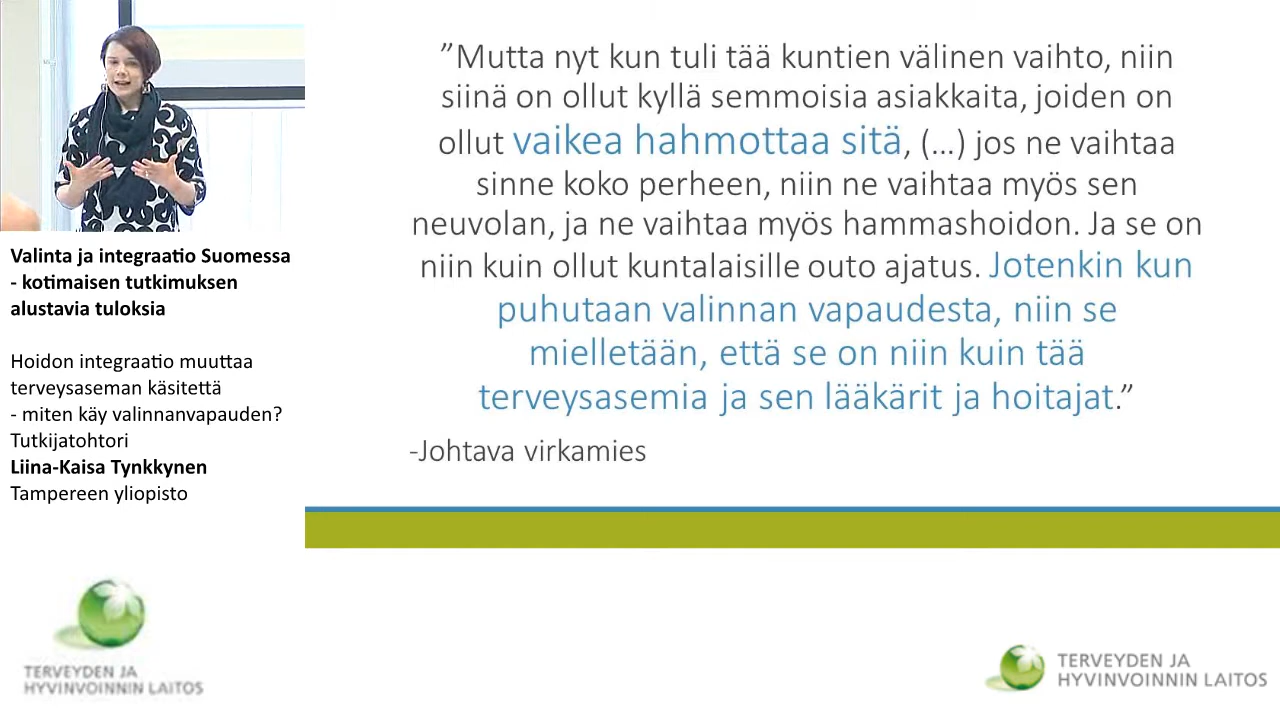 Valinta ja integraatio Suomessa
- kotimaisen tutkimuksen
alustavia tuloksia
Hoidon integraatio muuttaa
terveysaseman käsitettä
- miten käy valinnanvapauden?
Tutkijatohtori
Liina-Kaisa Tynkkynen
Tampereen yliopisto
TERVEYDEN JA
HYVINVOINNIN LAITOS
”Mutta nyt kun tuli tää kuntien välinen vaihto, niin
siinä on ollut kyllä semmoisia asiakkaita, joiden on
ollut vaikea hahmottaa sitä, (...) jos ne vaihtaa
sinne koko perheen, niin ne vaihtaa myös sen
neuvolan, ja ne vaihtaa myös hammashoidon. Ja se on
niin kuin ollut kuntalaisille outo ajatus. Jotenkin kun
puhutaan valinnan vapaudesta, niin se
mielletään, että se on niin kuin tää
terveysasemia ja sen lääkärit ja hoitajat.”
-Johtava virkamies
TERVEYDEN JA
HYVINVOINNIN LAITOS